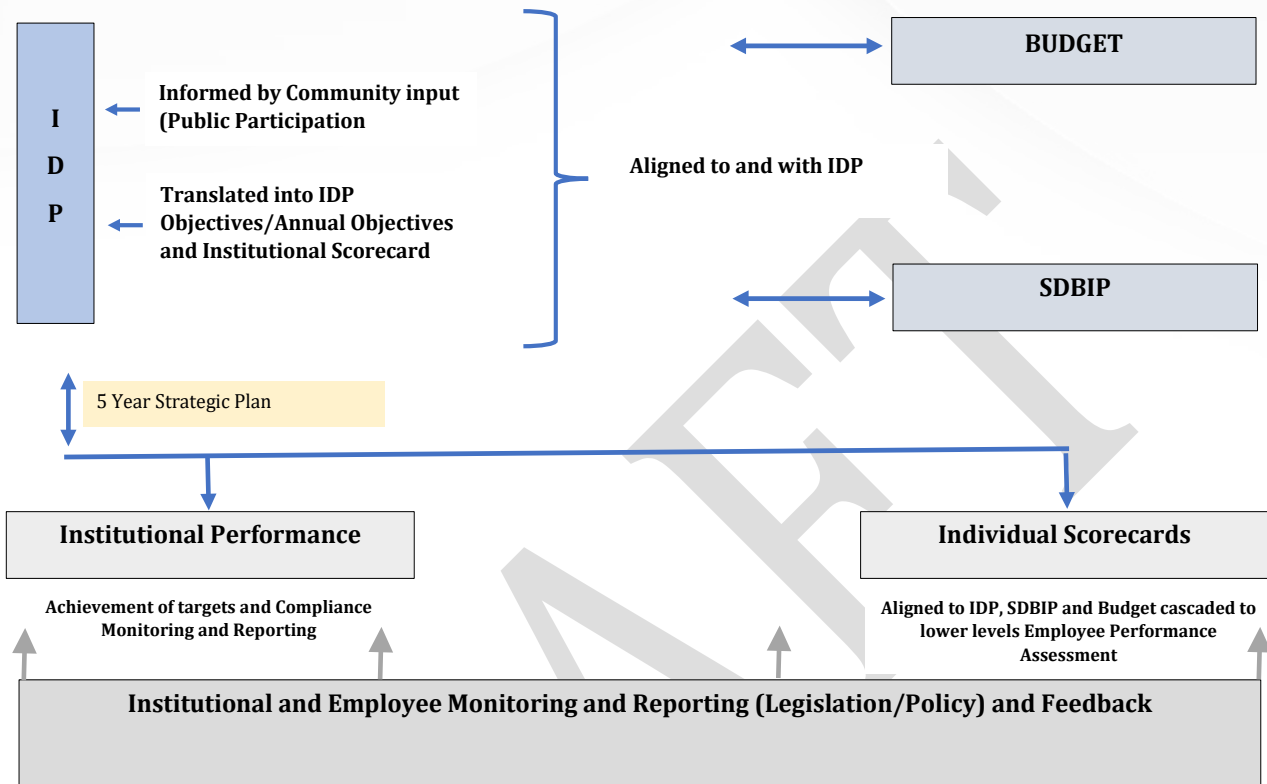 I
D
P
Informed by Community input
(Public Participation
Translated into IDP
Objectives/Annual Objectives
and Institutional Scorecard
Aligned to and with IDP
BUDGET
SDBIP
5 Year Strategic Plan
Institutional Performance
Achievement of targets and Compliance
Monitoring and Reporting
Individual Scorecards
Aligned to IDP, SDBIP and Budget cascaded to
lower levels Employee Performance
Assessment
Institutional and Employee Monitoring and Reporting (Legislation/Policy) and Feedback